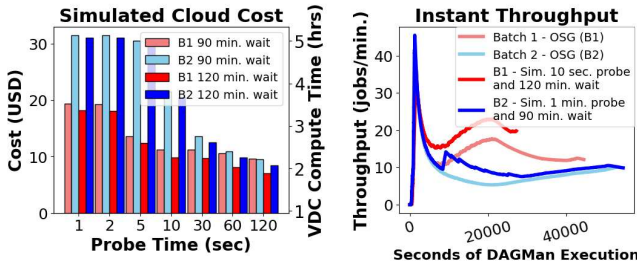 Simulated Cloud Cost
Cost (USD)
30
20
10
0
B1 90 min. wait
B2 90 min. wait
B1 120 min. wait
B2 120 min. wait
5
4
3
2
1
VDC Compute Time (hrs)
1 2 5 10 30 60 120
Probe Time (sec)
Instant Throughput
Throughput (jobs/min.)
40
30
20
10
0
Batch 1 - OSG (B1)
Batch 2 - OSG (B2)
B1 - Sim. 10 sec. probe
and 120 min. wait
B2 - Sim. 1 min. probe
and 90 min. wait
0 20000 40000
Seconds of DAGMan Execution